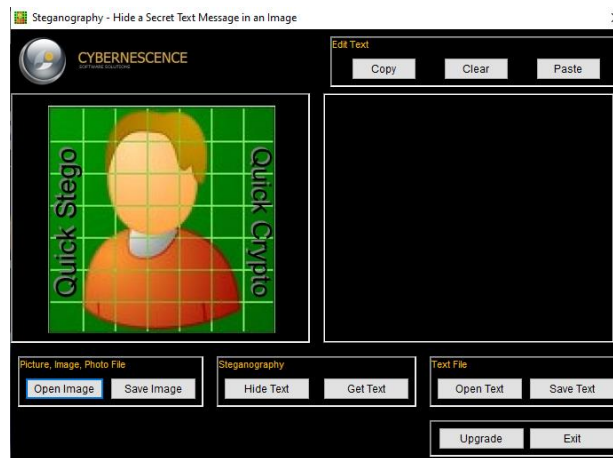 Steganography - Hide a Secret Text Message in an Image
CYBERNESCENCE
SOFTWARE SOLUTIONS
Edit Text
Copy Clear Paste
Quick Stego
Quick Crypto
Picture, Image, Photo File
Open Image Save Image
Steganography
Hide Text Get Text
Text File
Open Text Save Text
Upgrade Exit